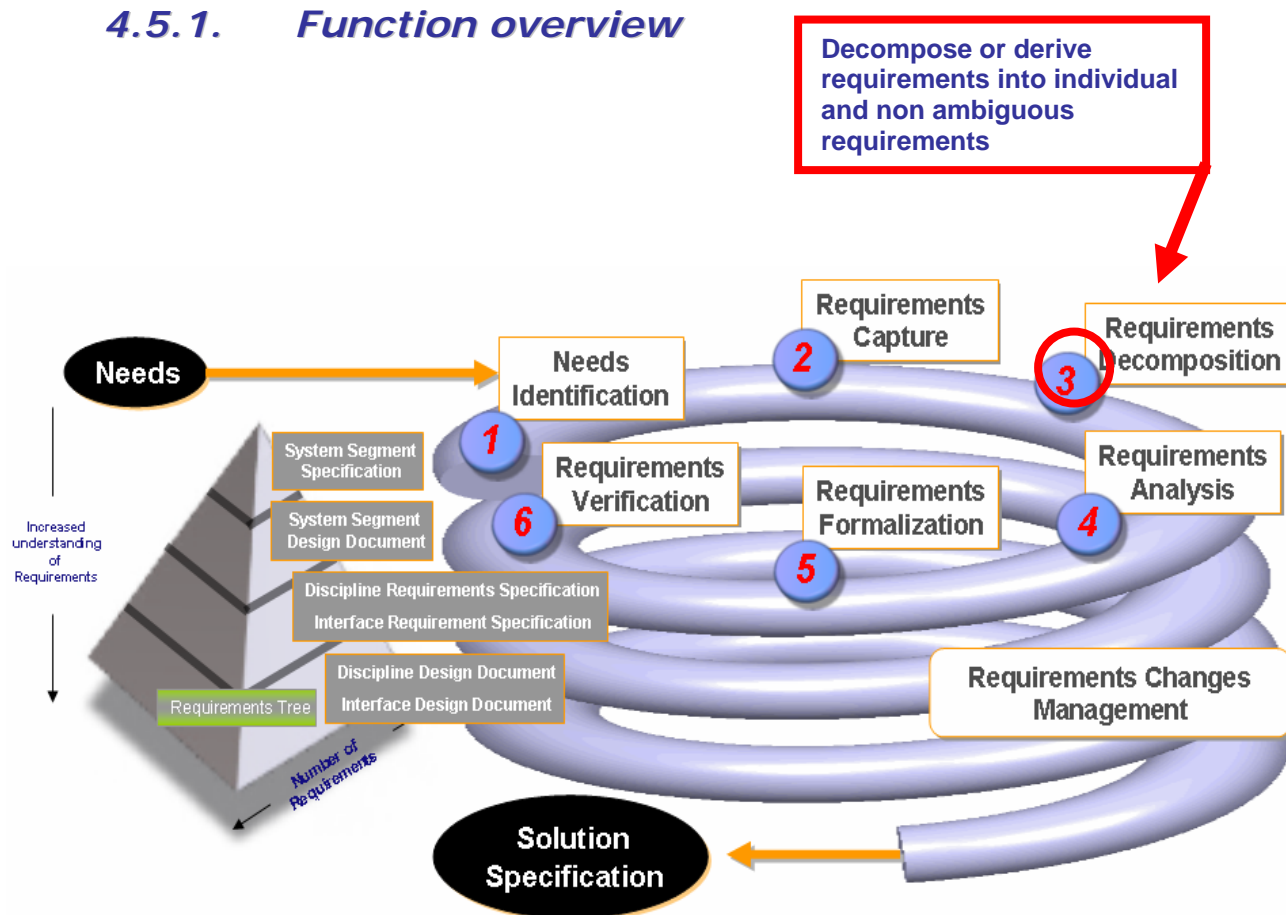 4.5.1. Function overview
Decompose or derive
requirements into individual
and non ambiguous
requirements
Needs
Needs
Identification
1
Requirements
Capture
2
Requirements
Decomposition
3
Requirements
Analysis
4
Requirements
Formalization
5
Requirements
Verification
6
Increased
understanding
of
Requirements
System Segment
Specification
System Segment
Design Document
Discipline Requirements Specification
Interface Requirement Specification
Discipline Design Document
Interface Design Document
Requirements Tree
Number of
Requirements
Requirements Changes
Management
Solution
Specification